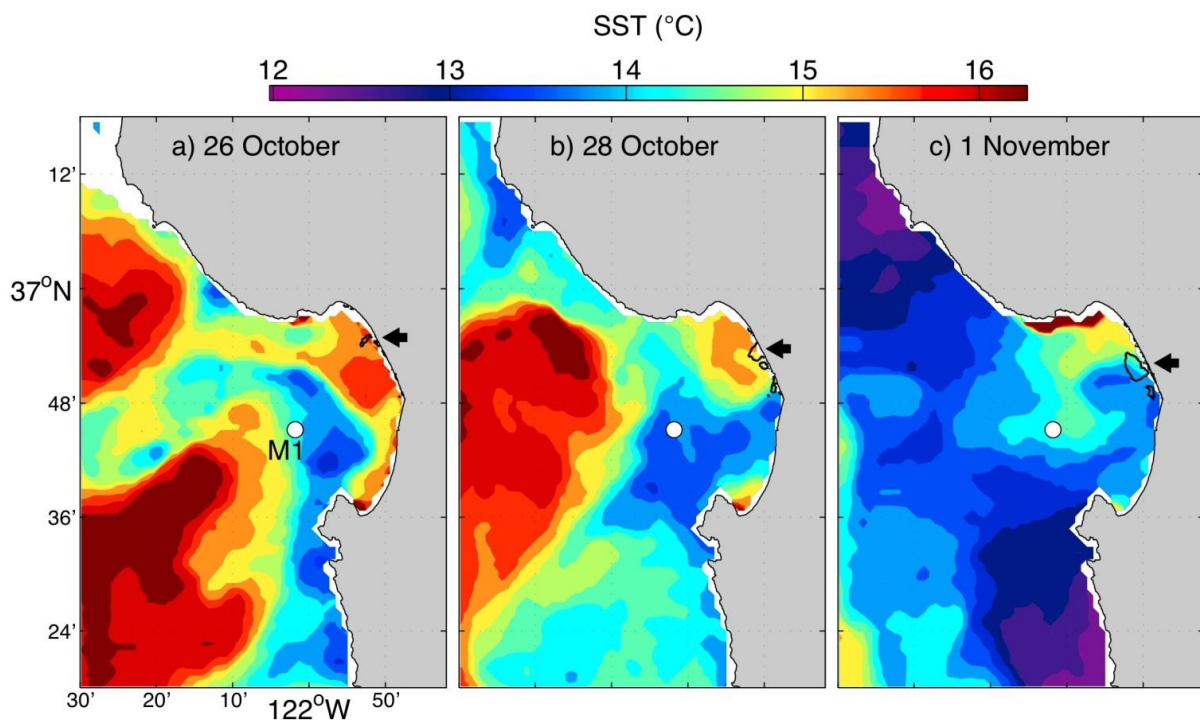 SST (°C)
12 13 14 15 16
a) 26 October b) 28 October c) 1 November
12'
37°N
48'
M1
36'
24'
30' 20' 10' 50'
122°W